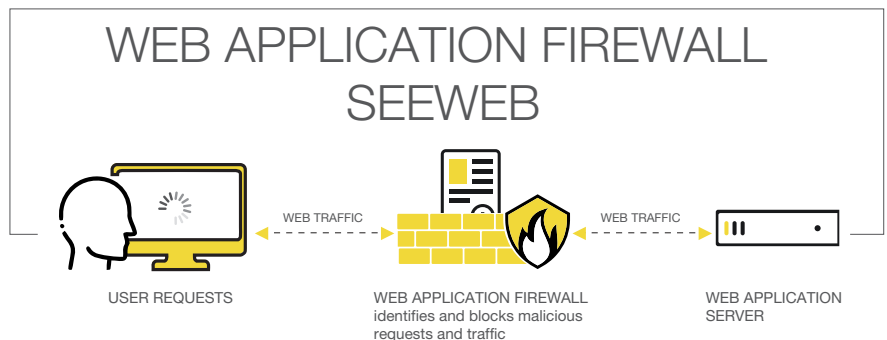 WEB APPLICATION FIREWALL
SEEWEB
WEB TRAFFIC
WEB TRAFFIC
USER REQUESTS
WEB APPLICATION FIREWALL
identifies and blocks malicious
requests and traffic
WEB APPLICATION
SERVER